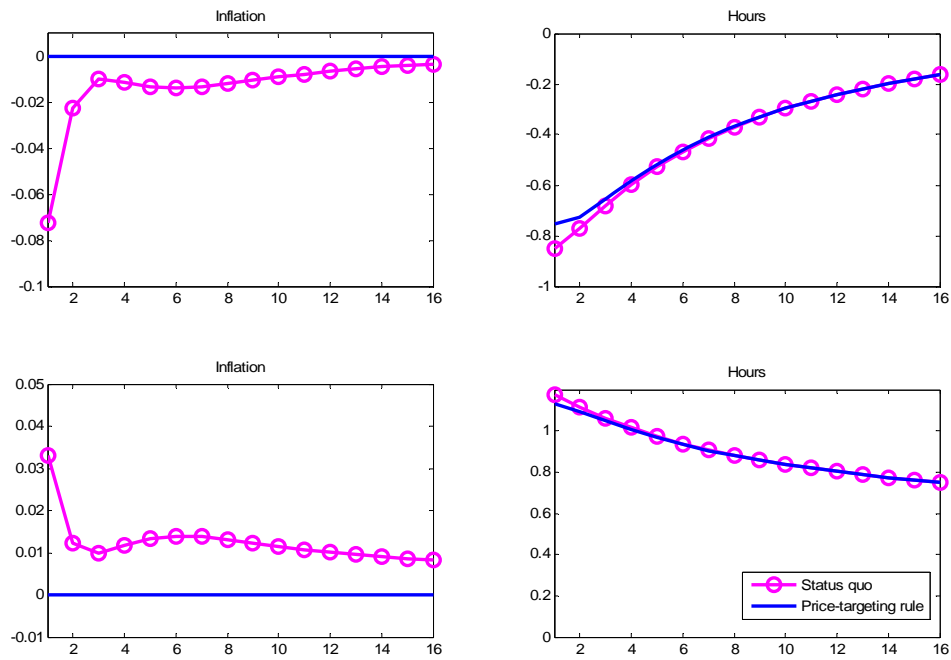 Inflation
0
-0.02
-0.04
-0.06
-0.08
-0.1
2 4 6 8 10 12 14 16
Hours
0
-0.2
-0.4
-0.6
-0.8
-1
2 4 6 8 10 12 14 16
Inflation
0.05
0.04
0.03
0.02
0.01
0
-0.01
2 4 6 8 10 12 14 16
Hours
1
0.8
0.6
0.4
0.2
0
2 4 6 8 10 12 14 16
Status quo
Price-targeting rule